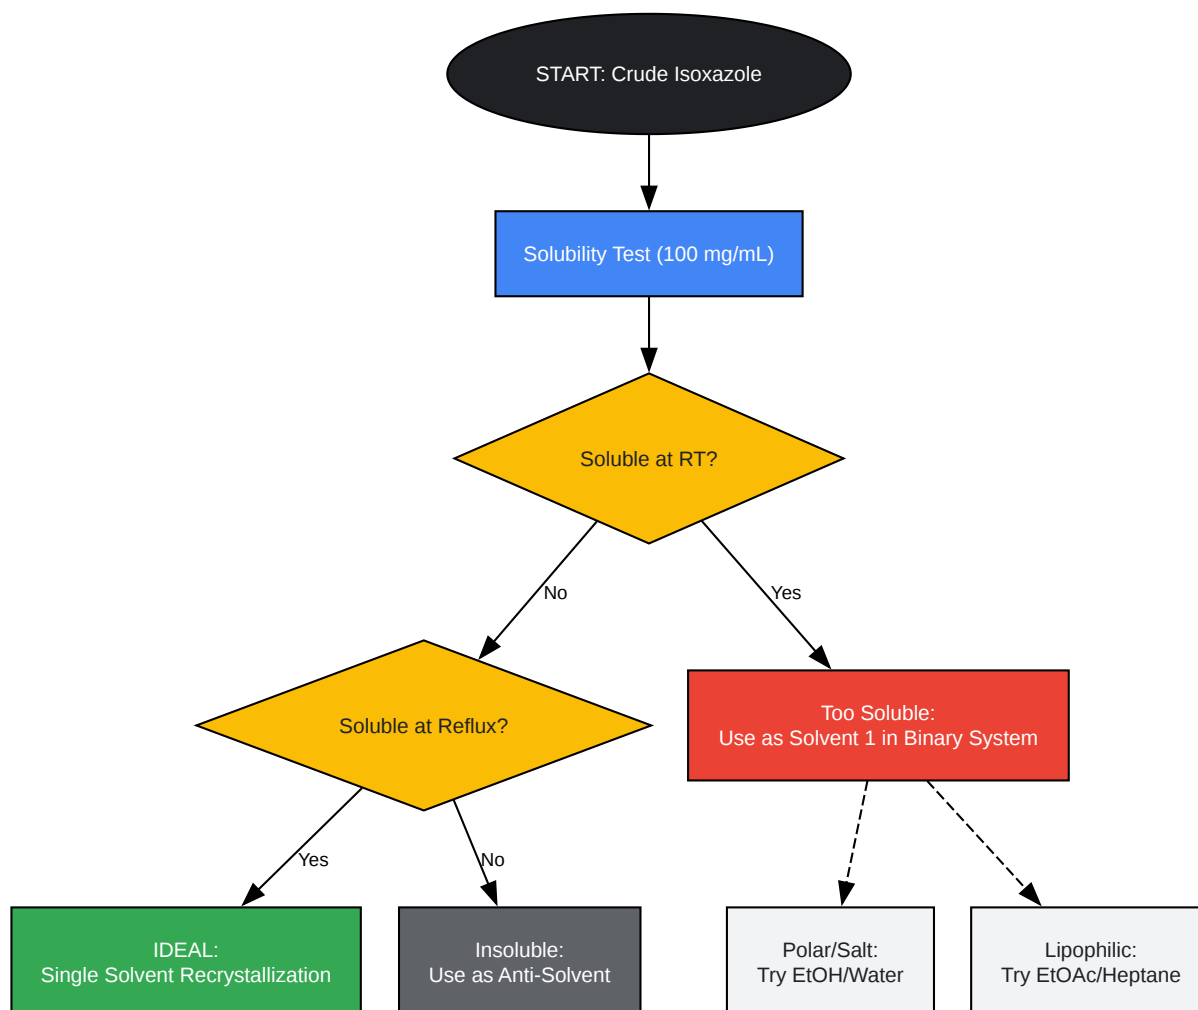 START: Crude Isoxazole
Solubility Test (100 mg/mL)
Soluble at RT?
No
Yes
Soluble at Reflux?
Too Soluble:
Use as Solvent 1 in Binary System
Yes
No
IDEAL:
Single Solvent Recrystallization
Insoluble:
Use as Anti-Solvent
Polar/Salt:
Try EtOH/Water
Lipophilic:
Try EtOAc/Heptane